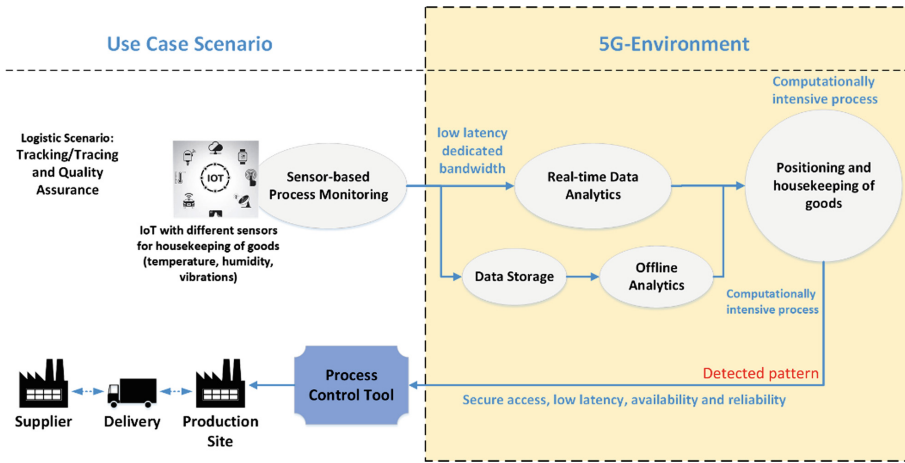 Use Case Scenario
5G-Environment
Logistic Scenario:
Tracking/Tracing
and Quality
Assurance
IOT
IoT with different sensors
for housekeeping of goods
(temperature, humidity,
vibrations)
Sensor-based
Process Monitoring
low latency
dedicated
bandwidth
Real-time Data
Analytics
Data Storage
Offline
Analytics
Computationally
intensive process
Positioning and
housekeeping of
goods
Computationally
intensive process
Detected pattern
Secure access, low latency, availability and reliability
Process
Control Tool
Supplier
Delivery
Production
Site